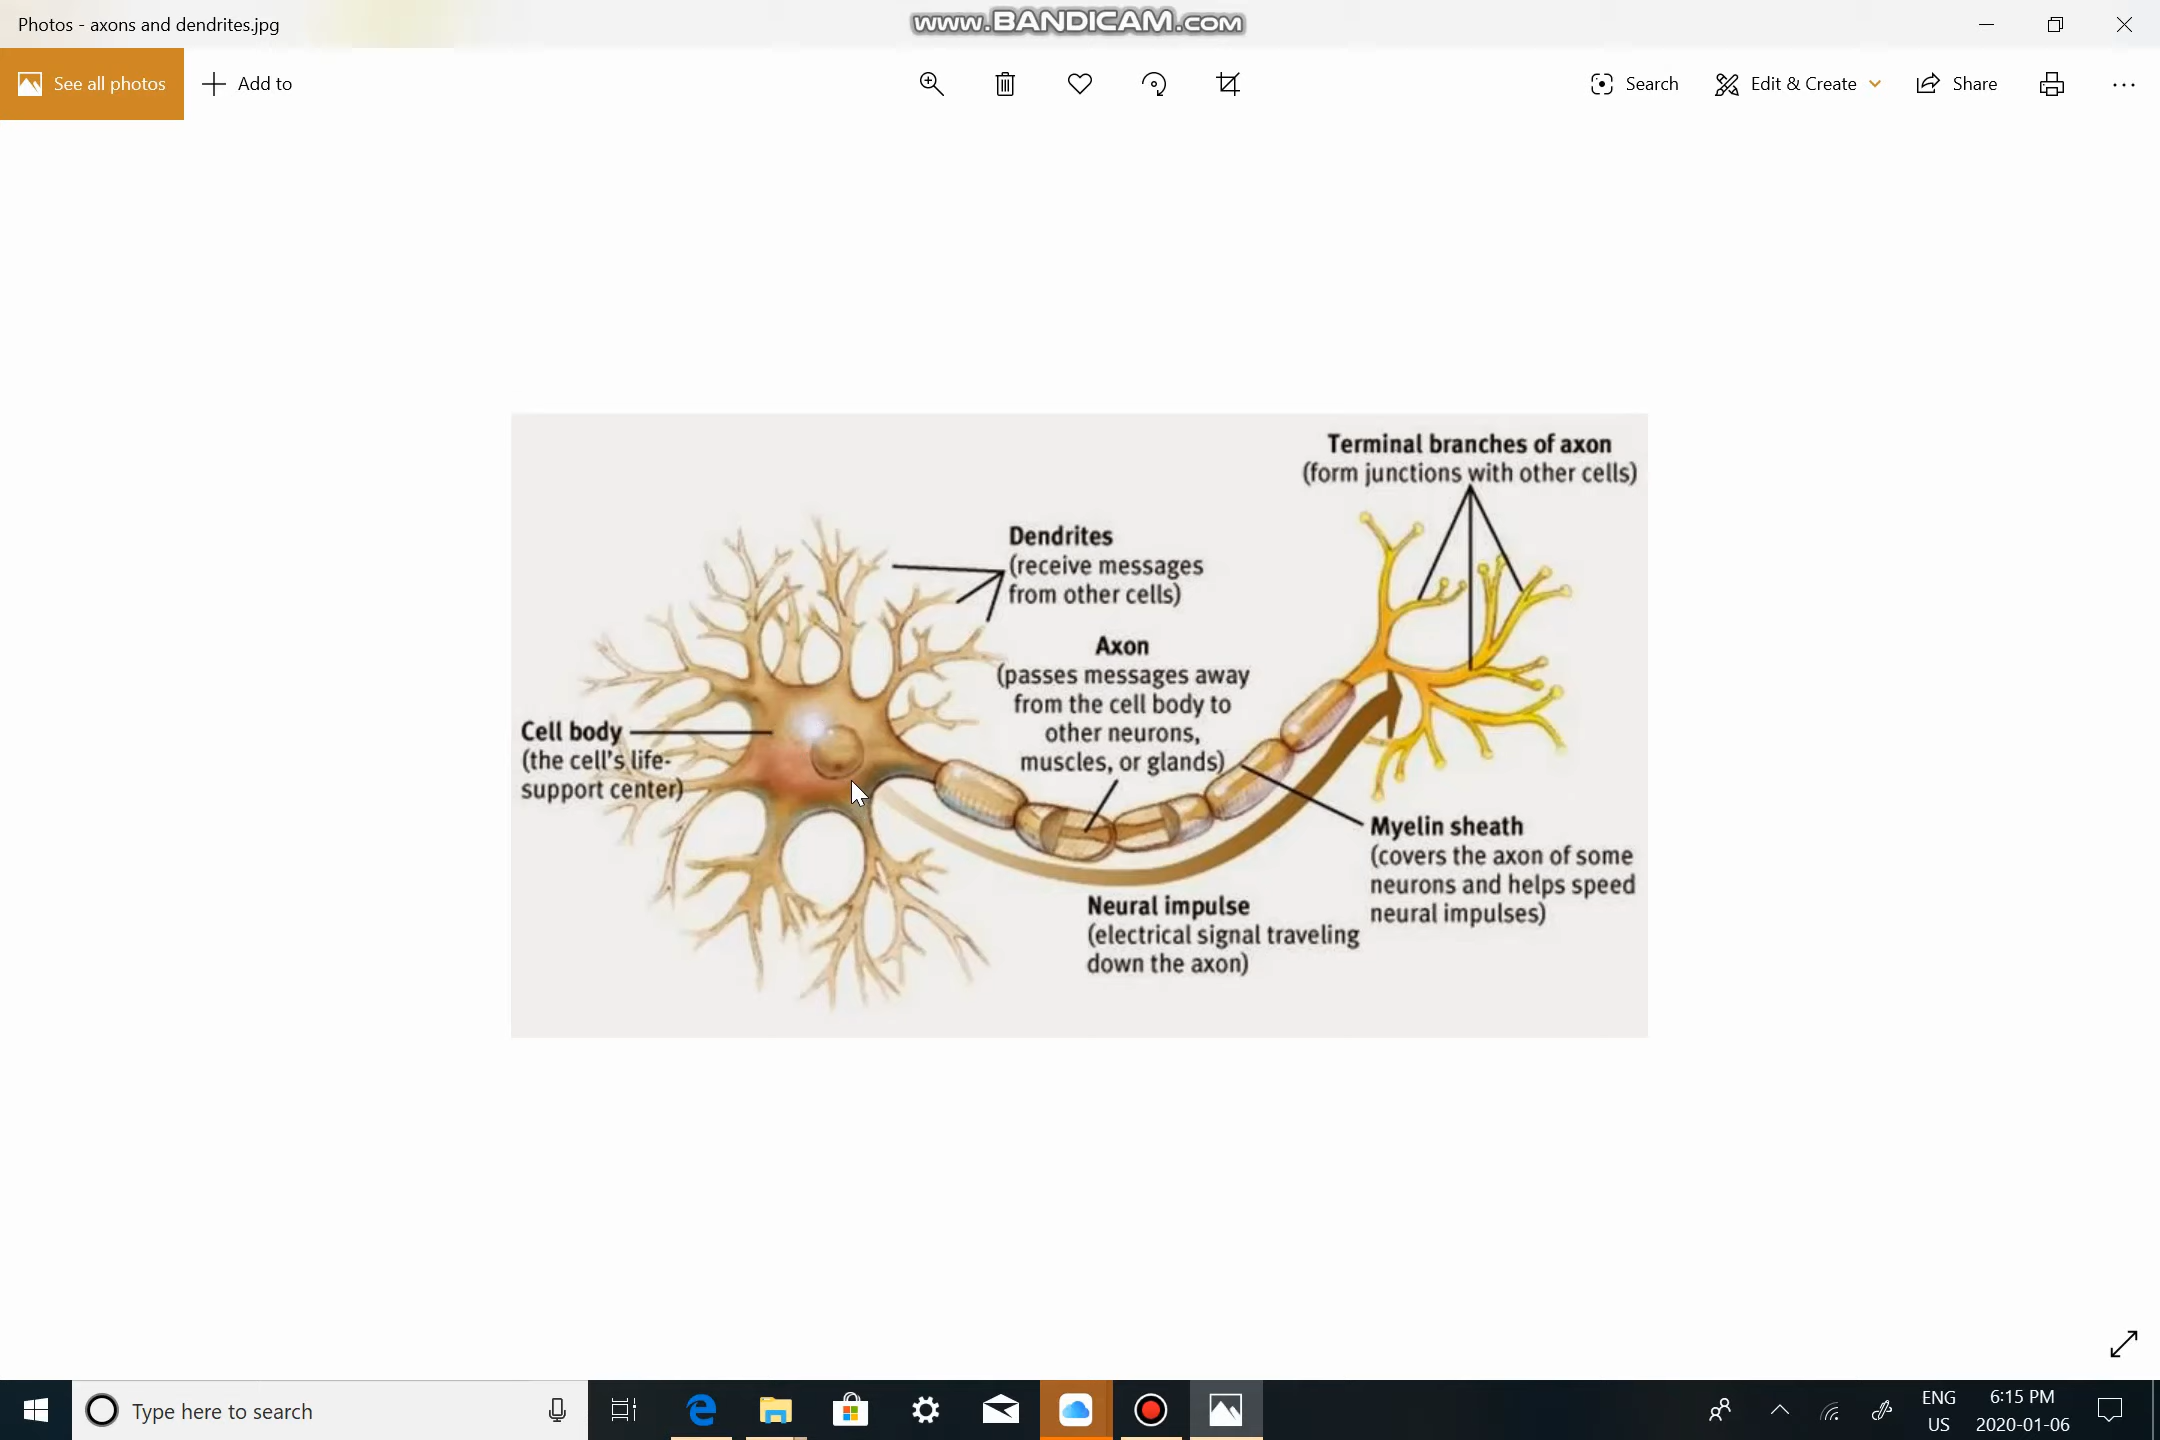 Photos - axons and dendrites.jpg
www.BANDICAM.com
See all photos
Add to
Search
Edit & Create
Share
Terminal branches of axon
(form junctions with other cells)
Dendrites
(receive messages
from other cells)
Axon
(passes messages away
from the cell body to
other neurons,
muscles, or glands)
Cell body
(the cell's life-
support center)
Myelin sheath
(covers the axon of some
neurons and helps speed
neural impulses)
Neural impulse
(electrical signal traveling
down the axon)
Type here to search
ENG
US
6:15 PM
2020-01-06